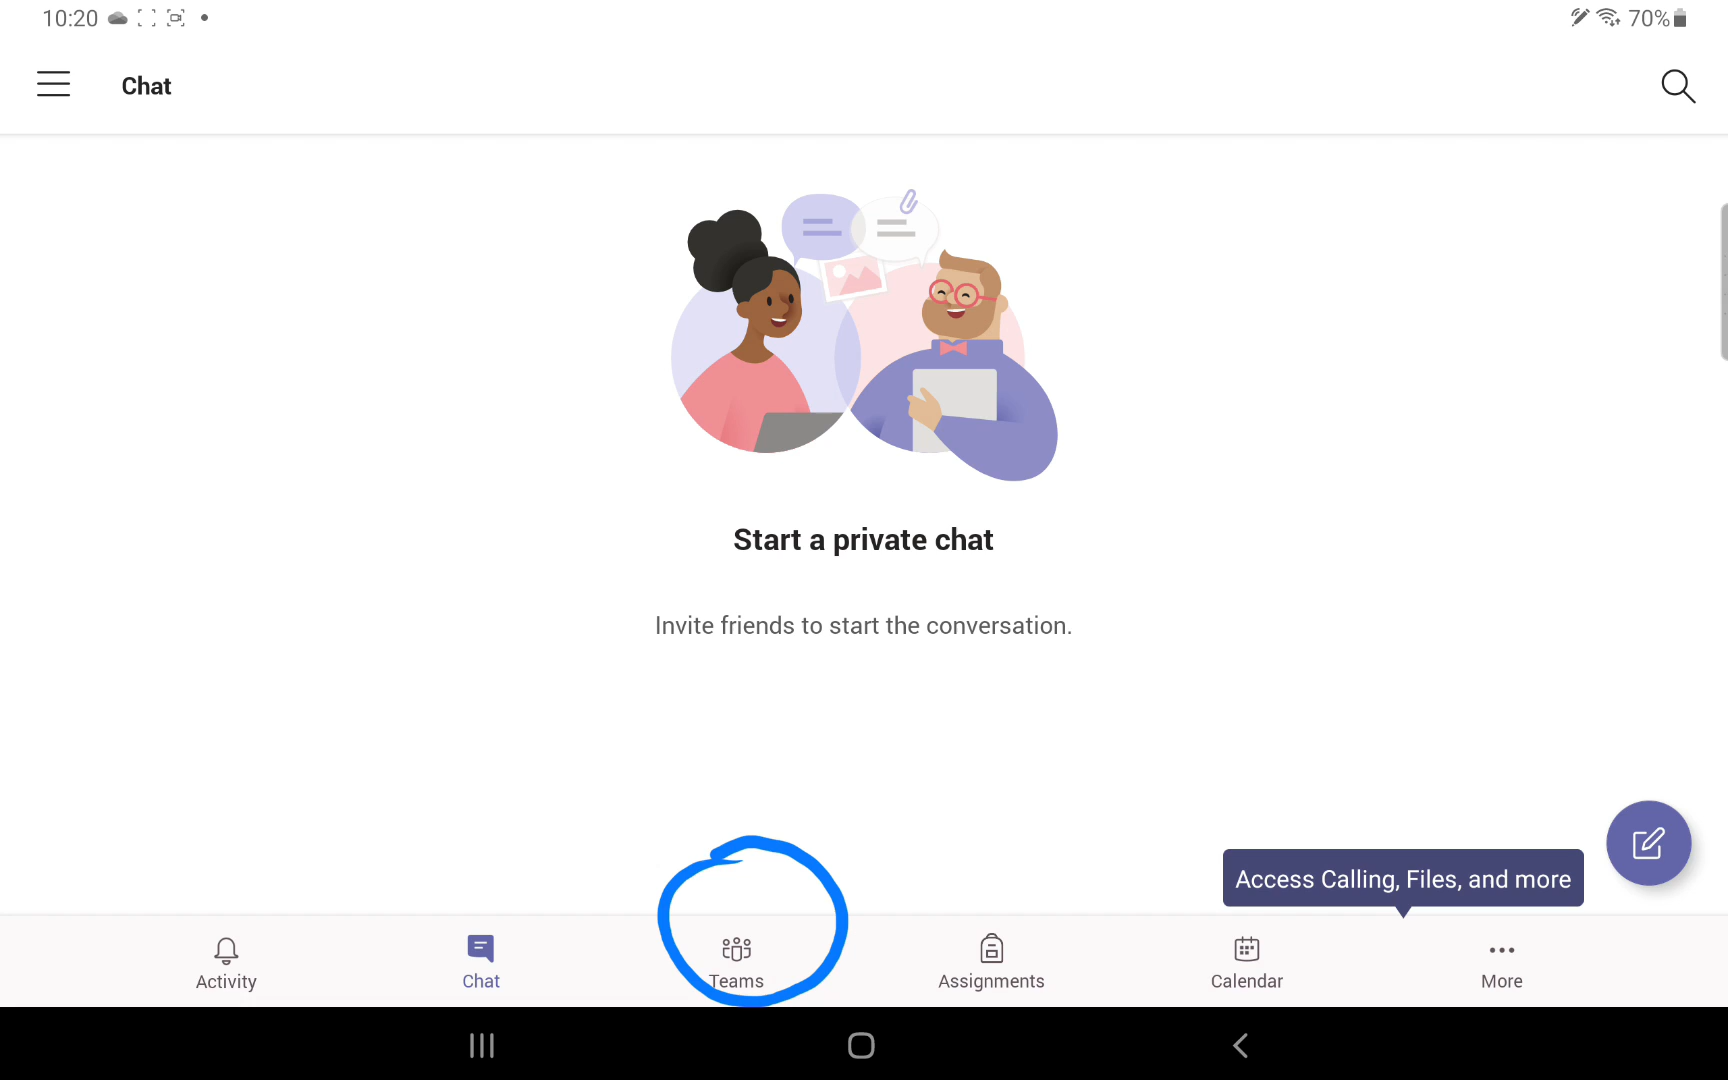 10:20
70%
Chat
Start a private chat
Invite friends to start the conversation.
Access Calling, Files, and more
Activity
Chat
Teams
Assignments
Calendar
More